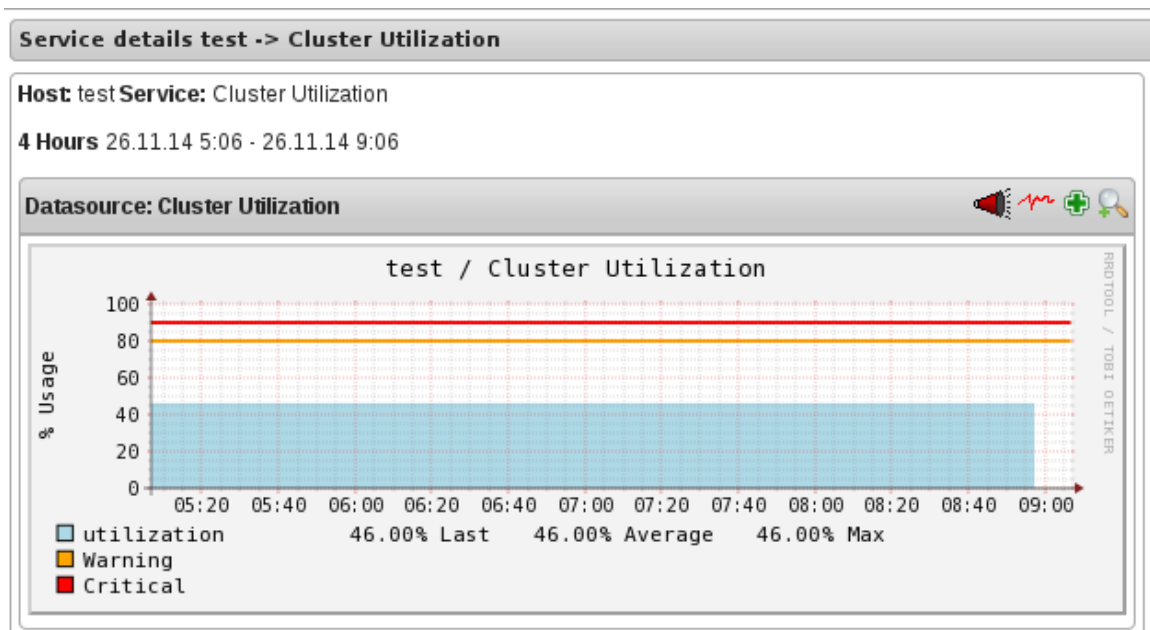 Service details test -> Cluster Utilization
Host: test Service: Cluster Utilization
4 Hours 26.11.14 5:06 - 26.11.14 9:06
Datasource: Cluster Utilization
test / Cluster Utilization
RRDTOOL / TOBI OETIKER
% Usage
100
80
60
40
20
0
05:20 05:40 06:00 06:20 06:40 07:00 07:20 07:40 08:00 08:20 08:40 09:00
utilization 46.00% Last 46.00% Average 46.00% Max
Warning
Critical